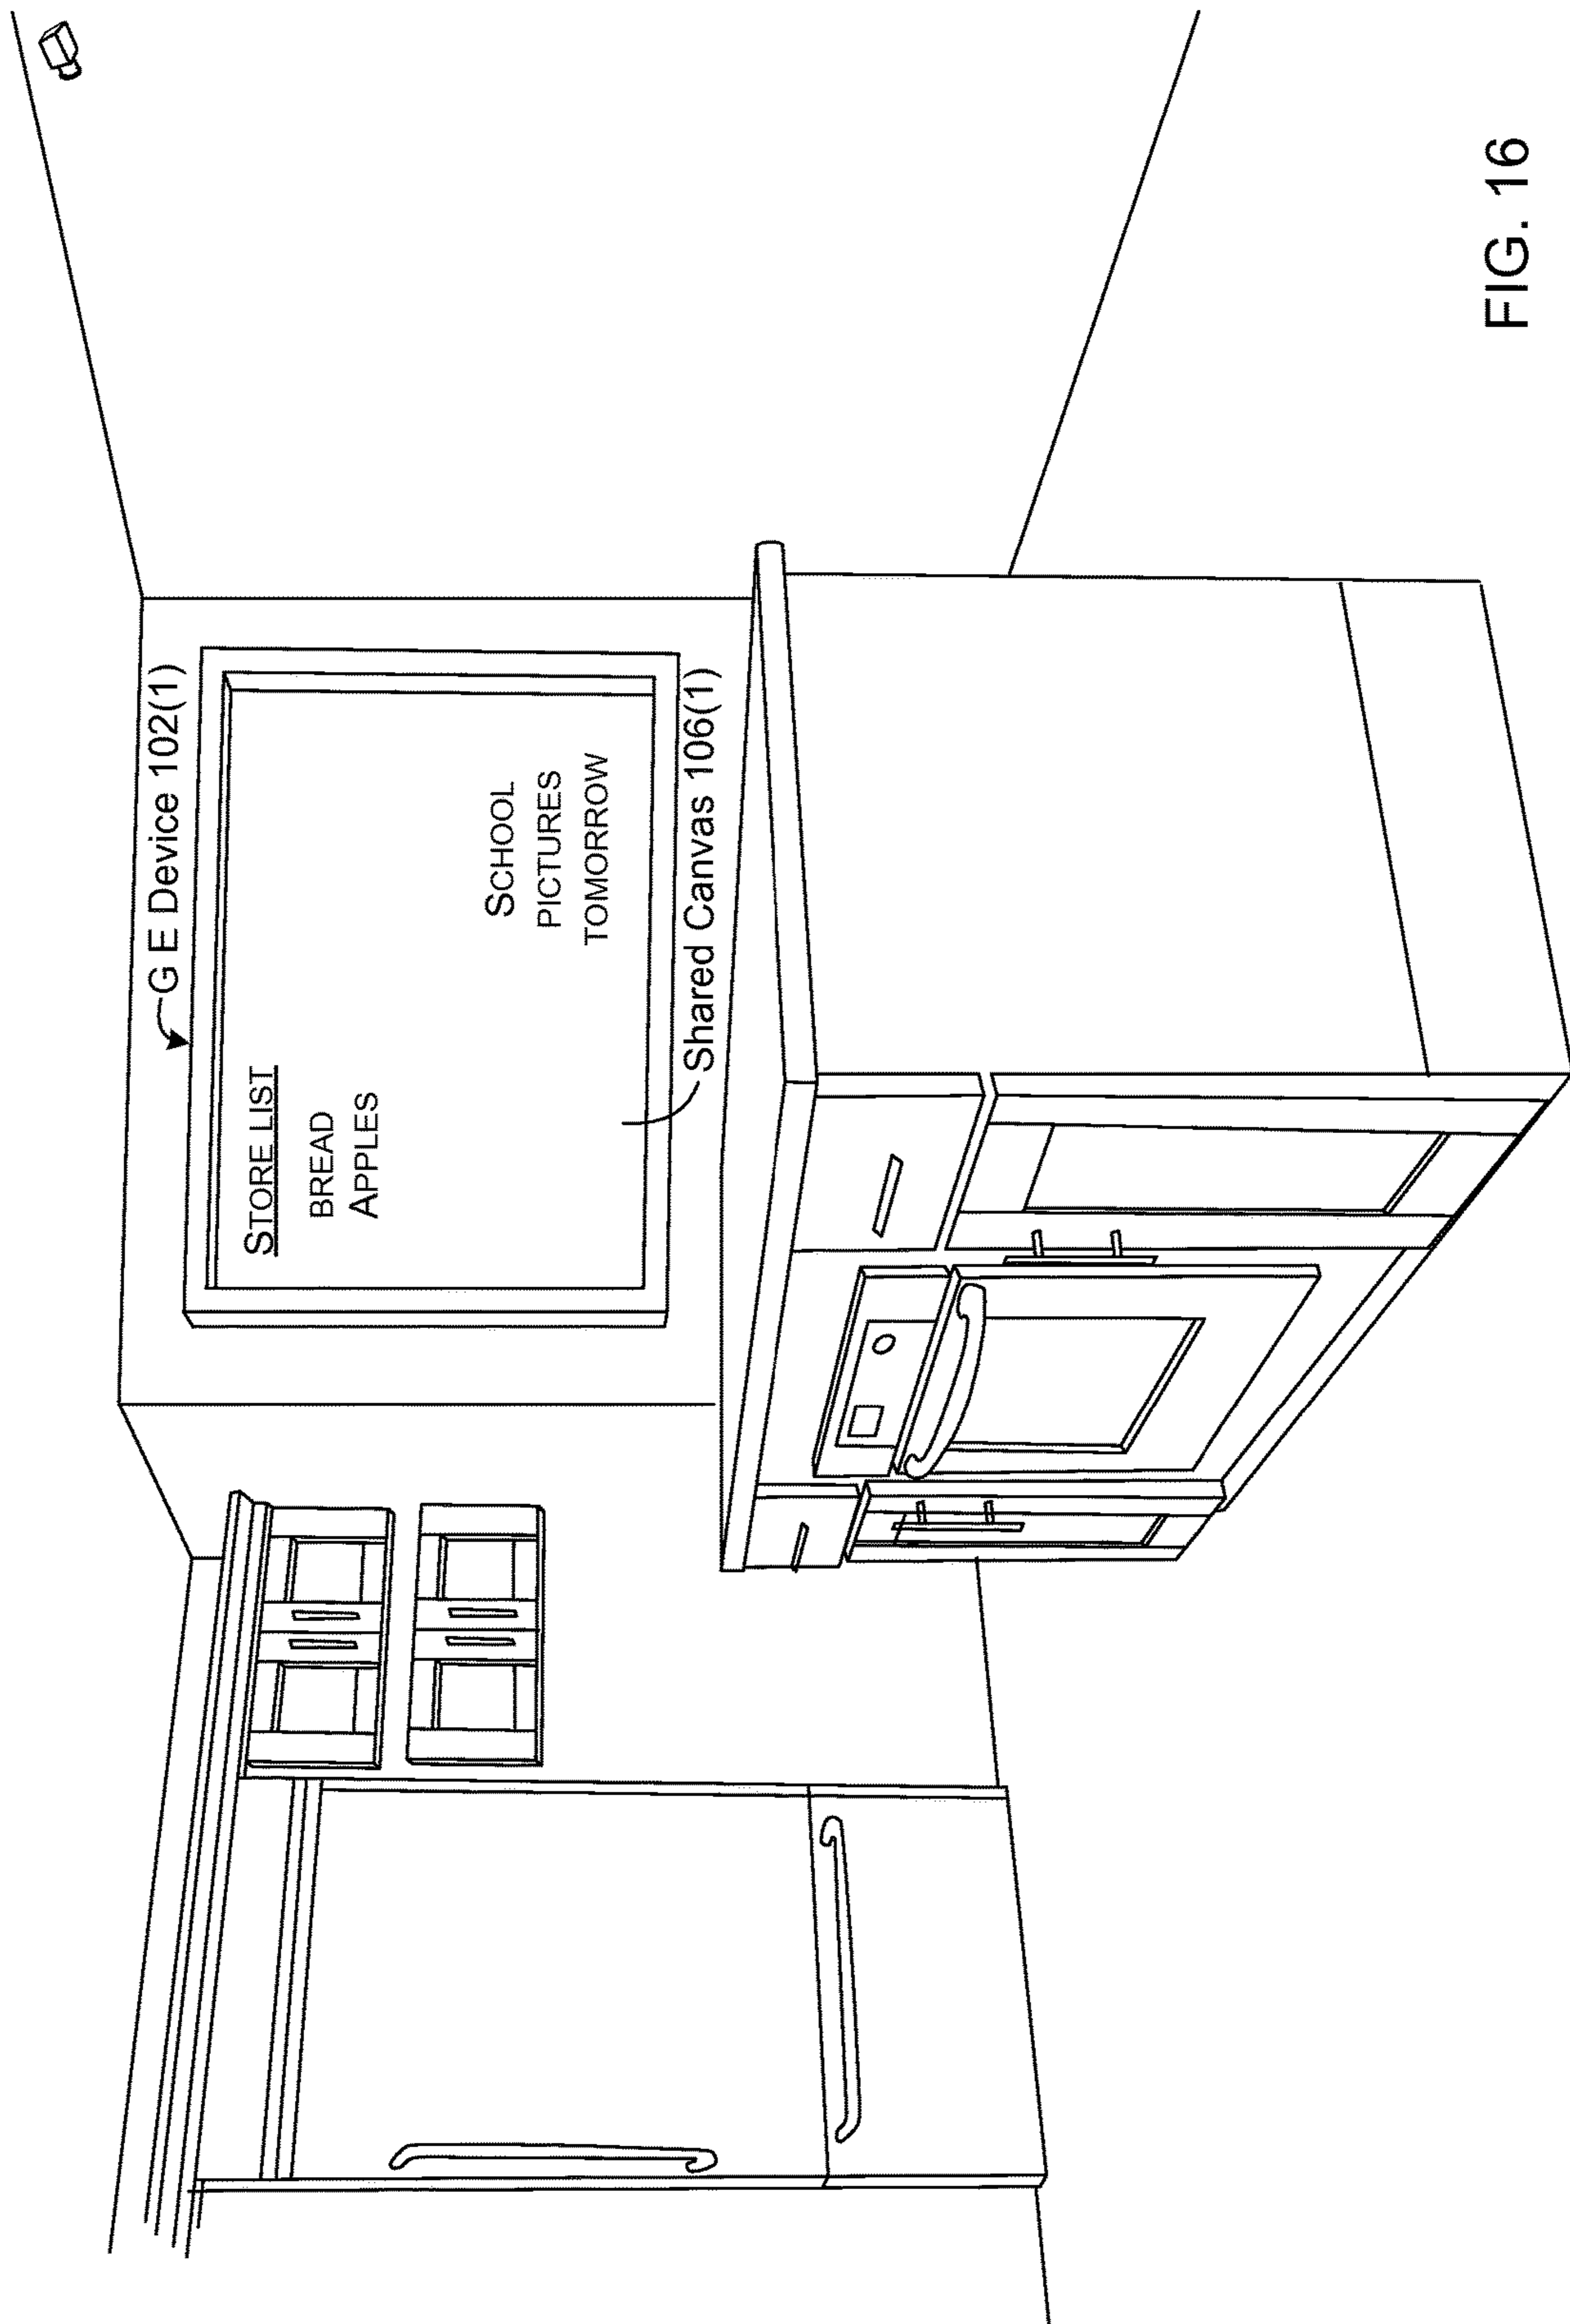 G E Device 102(1)
STORE LIST
BREAD
APPLES
SCHOOL
PICTURES
TOMORROW
Shared Canvas 106(1)
FIG. 16